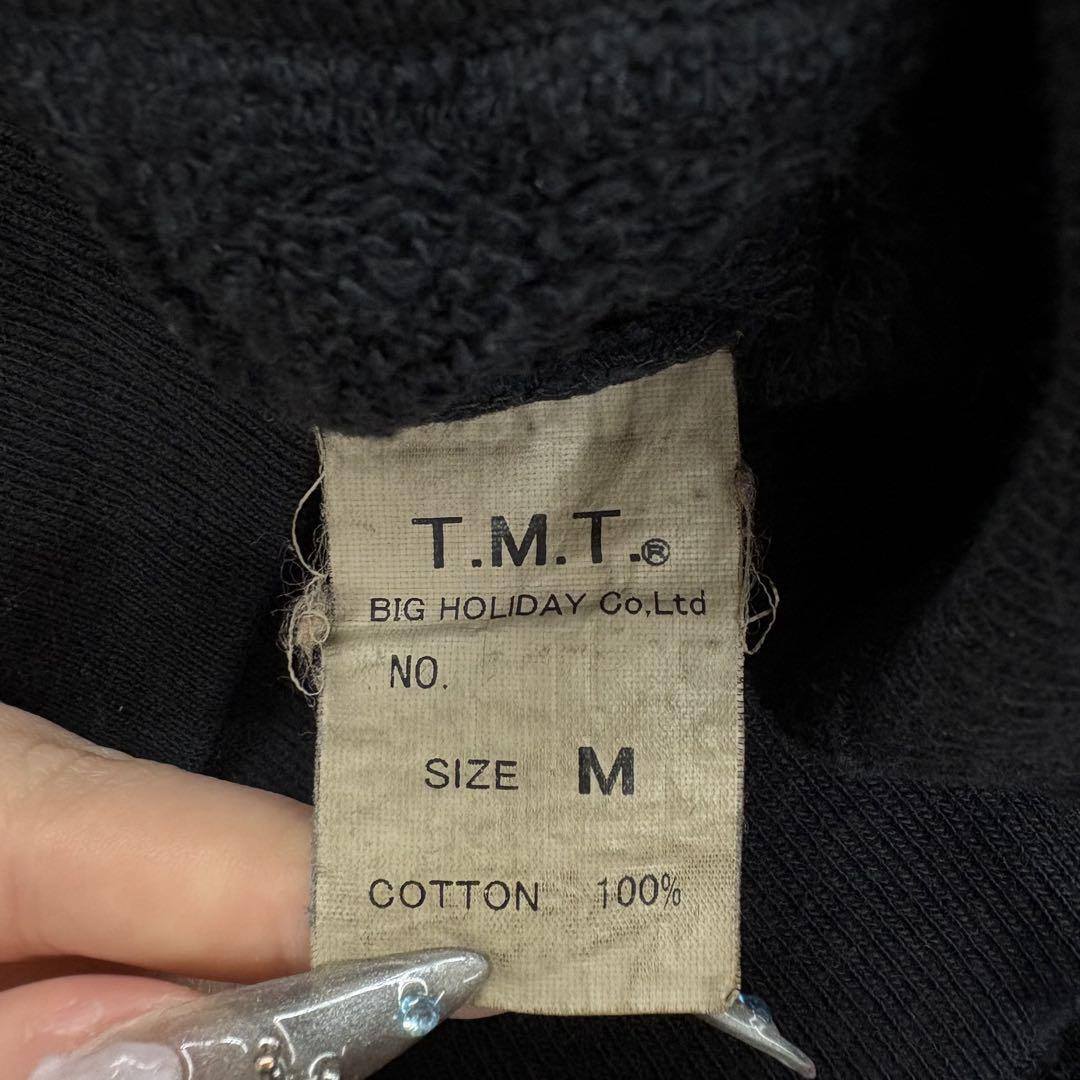 T.M.T.®
BIG HOLIDAY Co,Ltd
NO.
SIZE M
COTTON 100%